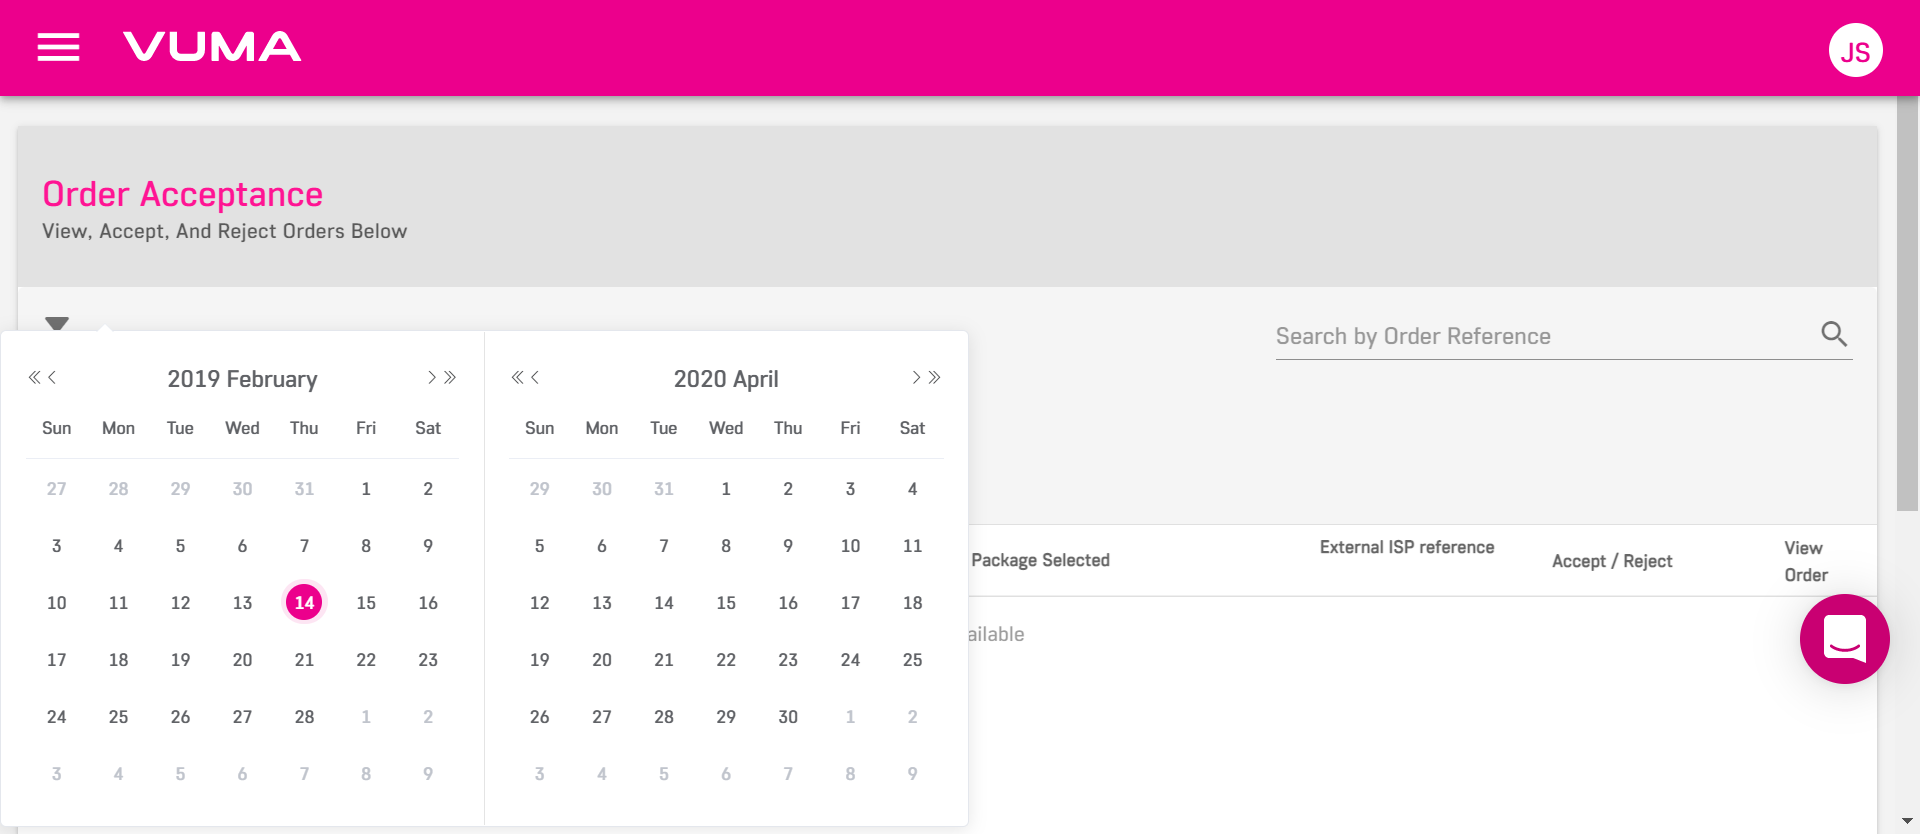 VUMA
JS
Order Acceptance
View, Accept, And Reject Orders Below
Search by Order Reference
2019 February
Sun Mon Tue Wed Thu Fri Sat
27 28 29 30 31 1 2
3 4 5 6 7 8 9
10 11 12 13 14 15 16
17 18 19 20 21 22 23
24 25 26 27 28 1 2
3 4 5 6 7 8 9
2020 April
Sun Mon Tue Wed Thu Fri Sat
29 30 31 1 2 3 4
5 6 7 8 9 10 11
12 13 14 15 16 17 18
19 20 21 22 23 24 25
26 27 28 29 30 1 2
3 4 5 6 7 8 9
Package Selected
External ISP reference
Accept / Reject
View
Order
ailable